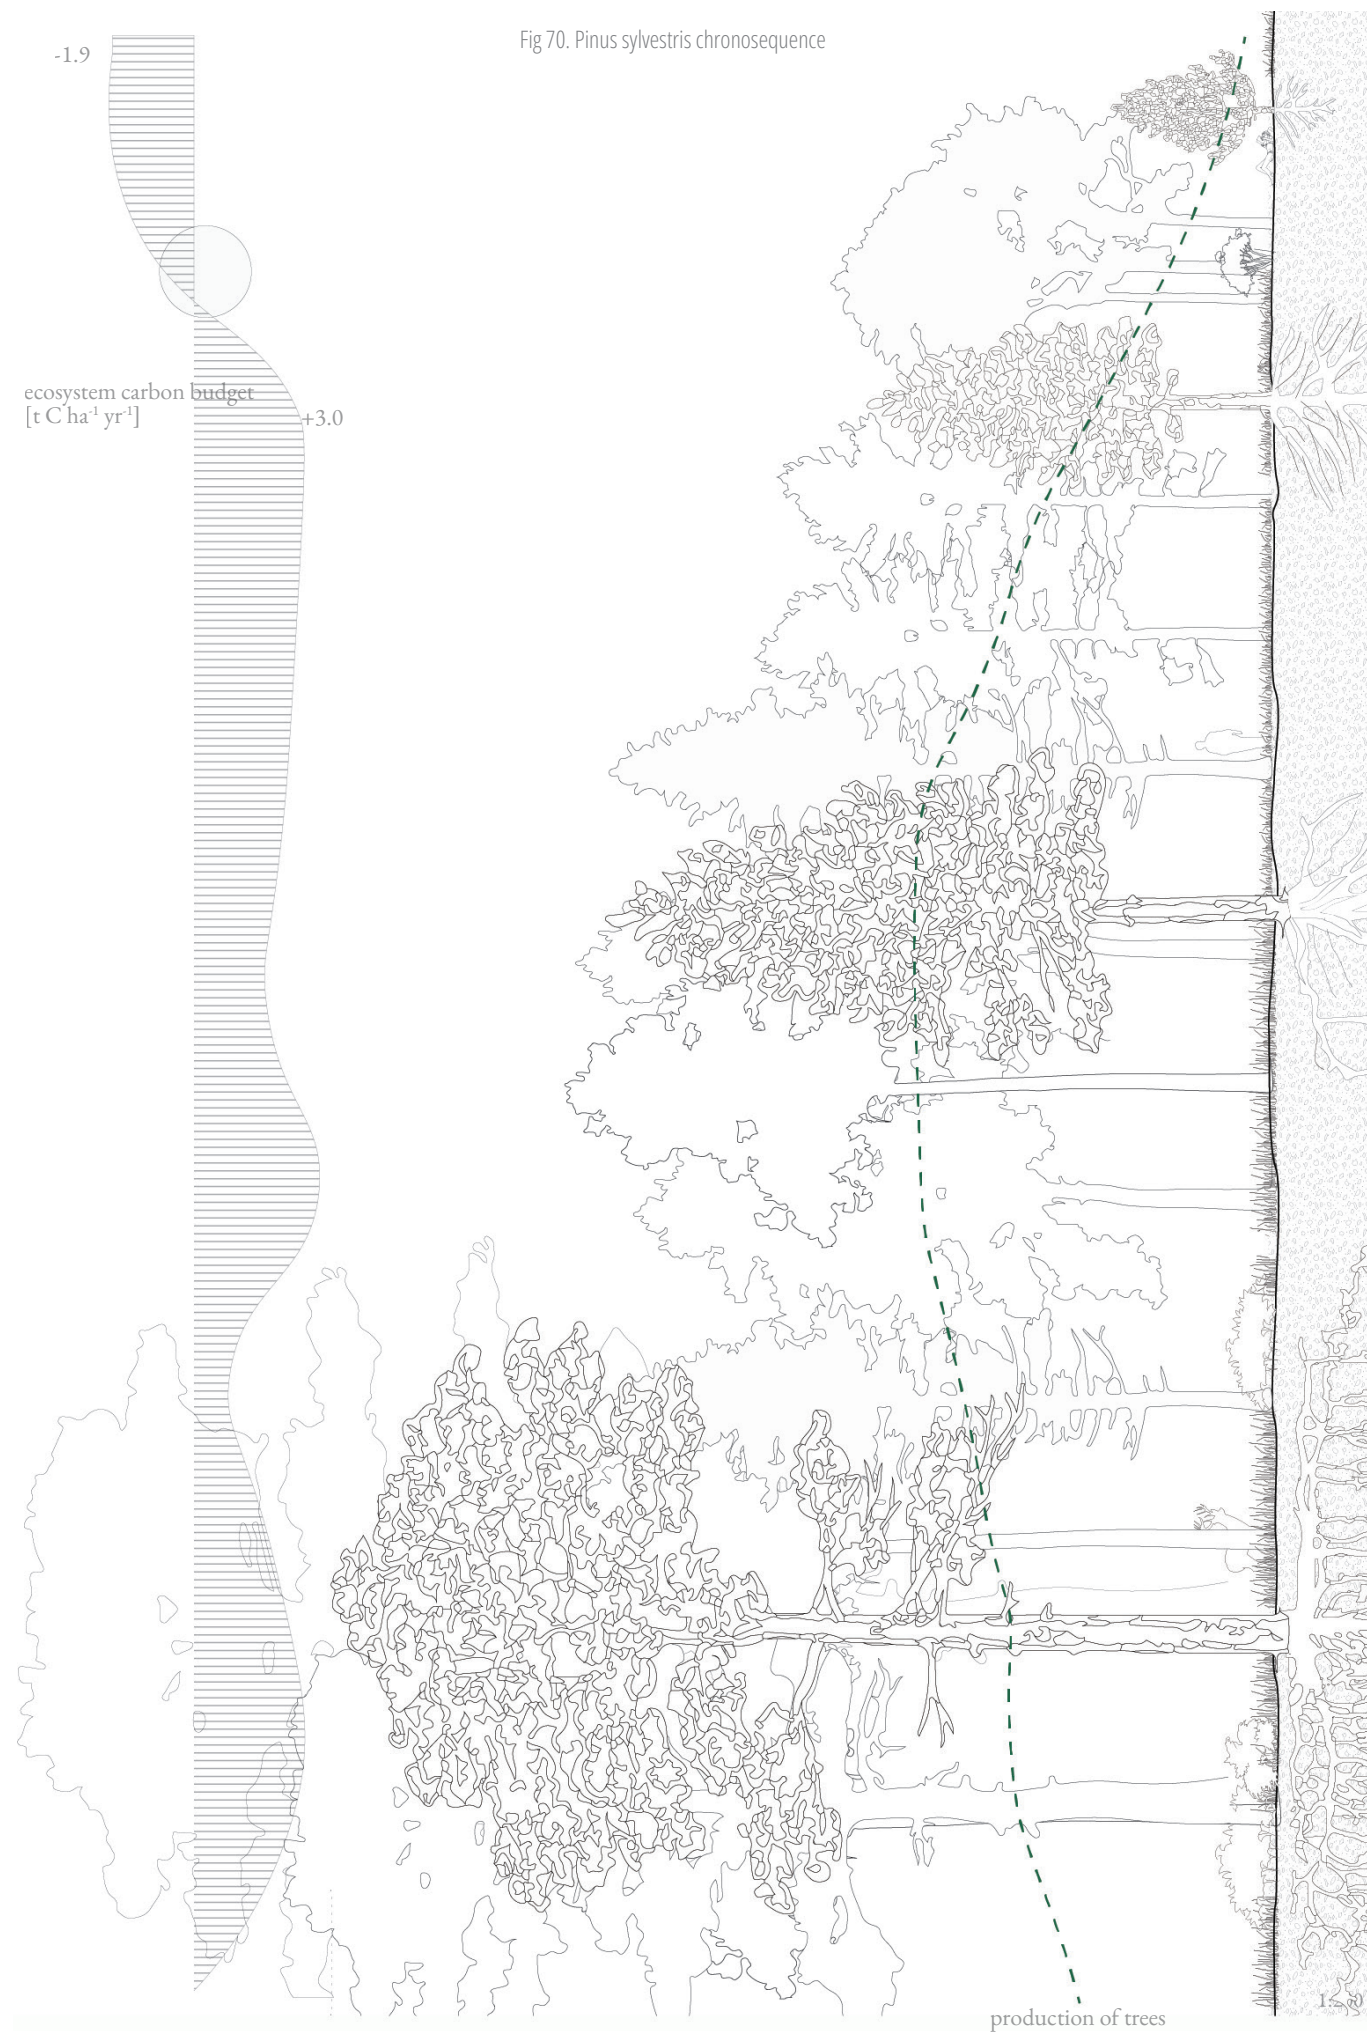 Fig 70. Pinus sylvestris chronosequence
-1.9
ecosystem carbon budget
[t C ha⁻¹ yr⁻¹]
+3.0
production of trees